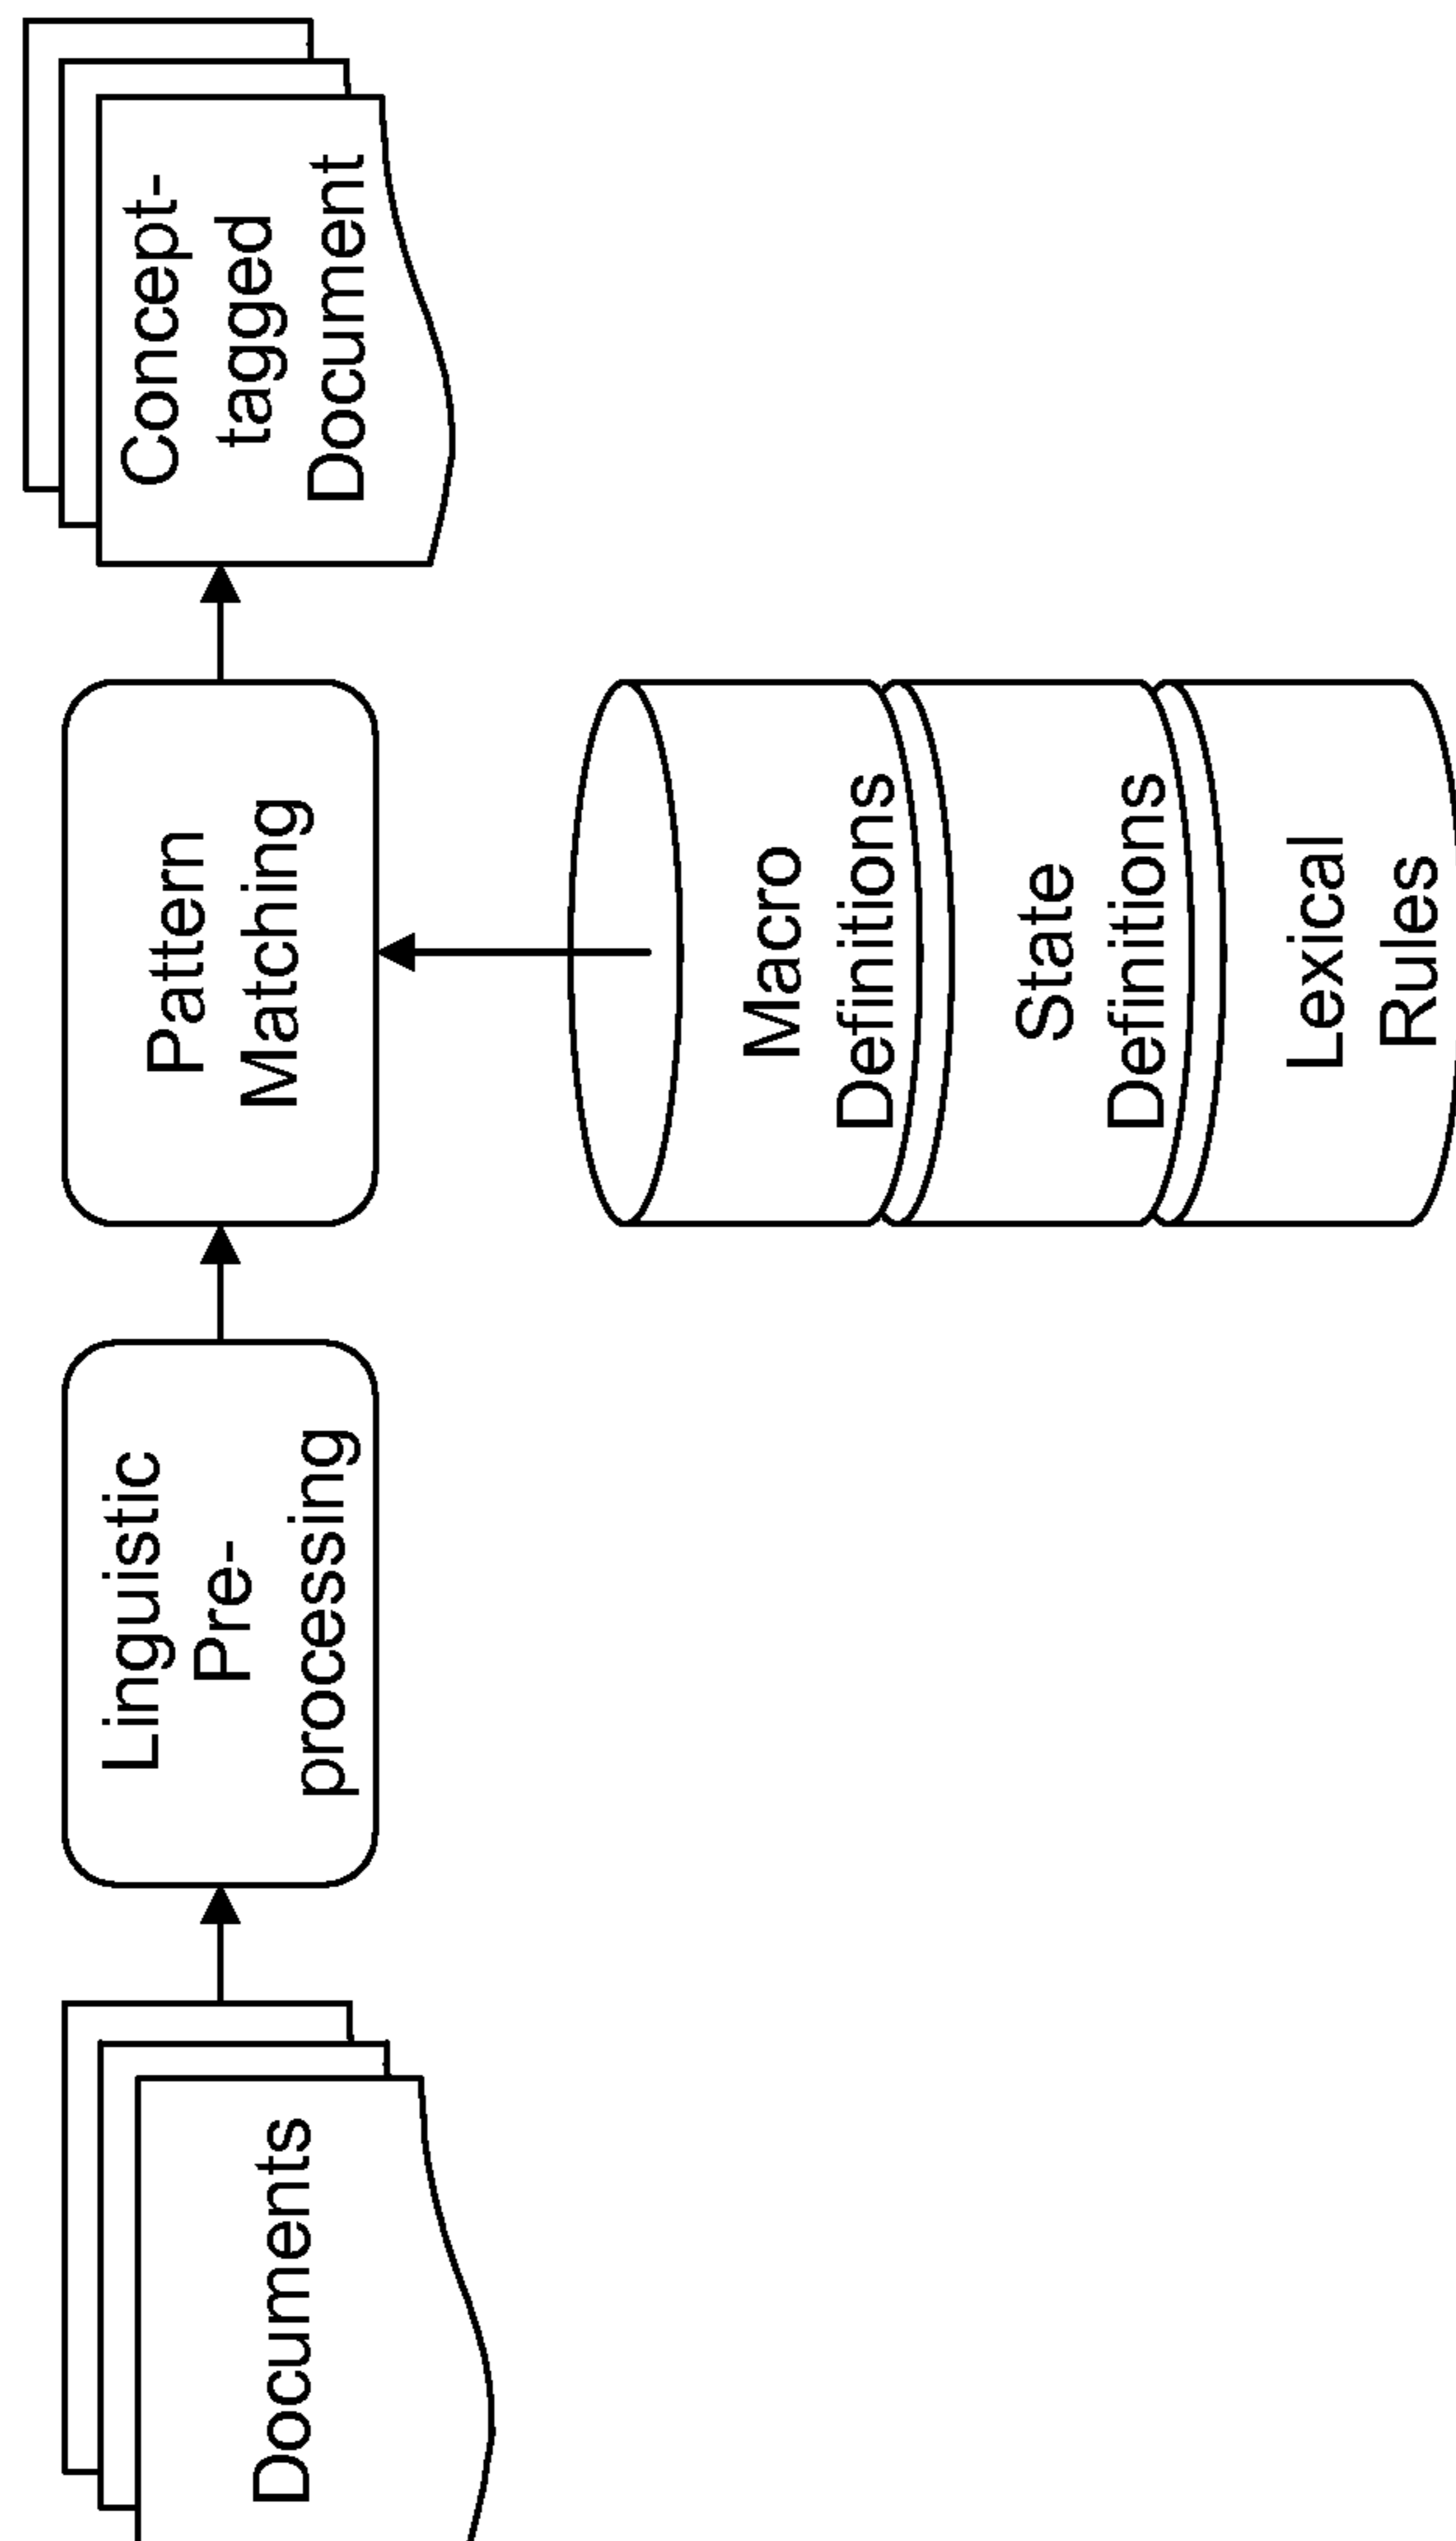 Documents
Linguistic
Pre-
processing
Pattern
Matching
Concept-
tagged
Document
Macro
Definitions
State
Definitions
Lexical
Rules